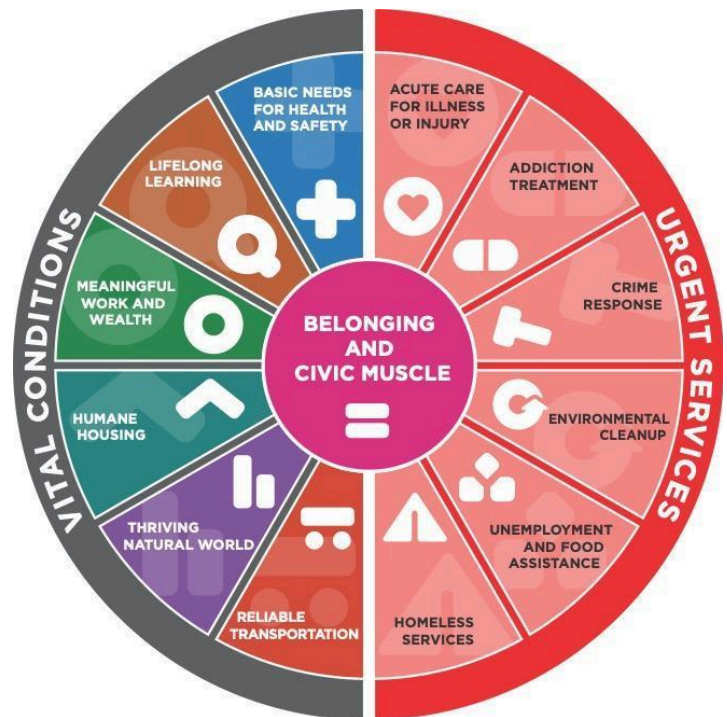 VITAL CONDITIONS
BASIC NEEDS
FOR HEALTH
AND SAFETY
LIFELONG
LEARNING
MEANINGFUL
WORK AND
WEALTH
HUMANE
HOUSING
THRIVING
NATURAL WORLD
RELIABLE
TRANSPORTATION
BELONGING
AND
CIVIC MUSCLE
URGENT SERVICES
ACUTE CARE
FOR ILLNESS
OR INJURY
ADDICTION
TREATMENT
CRIME
RESPONSE
ENVIRONMENTAL
CLEANUP
UNEMPLOYMENT
AND FOOD
ASSISTANCE
HOMELESS
SERVICES